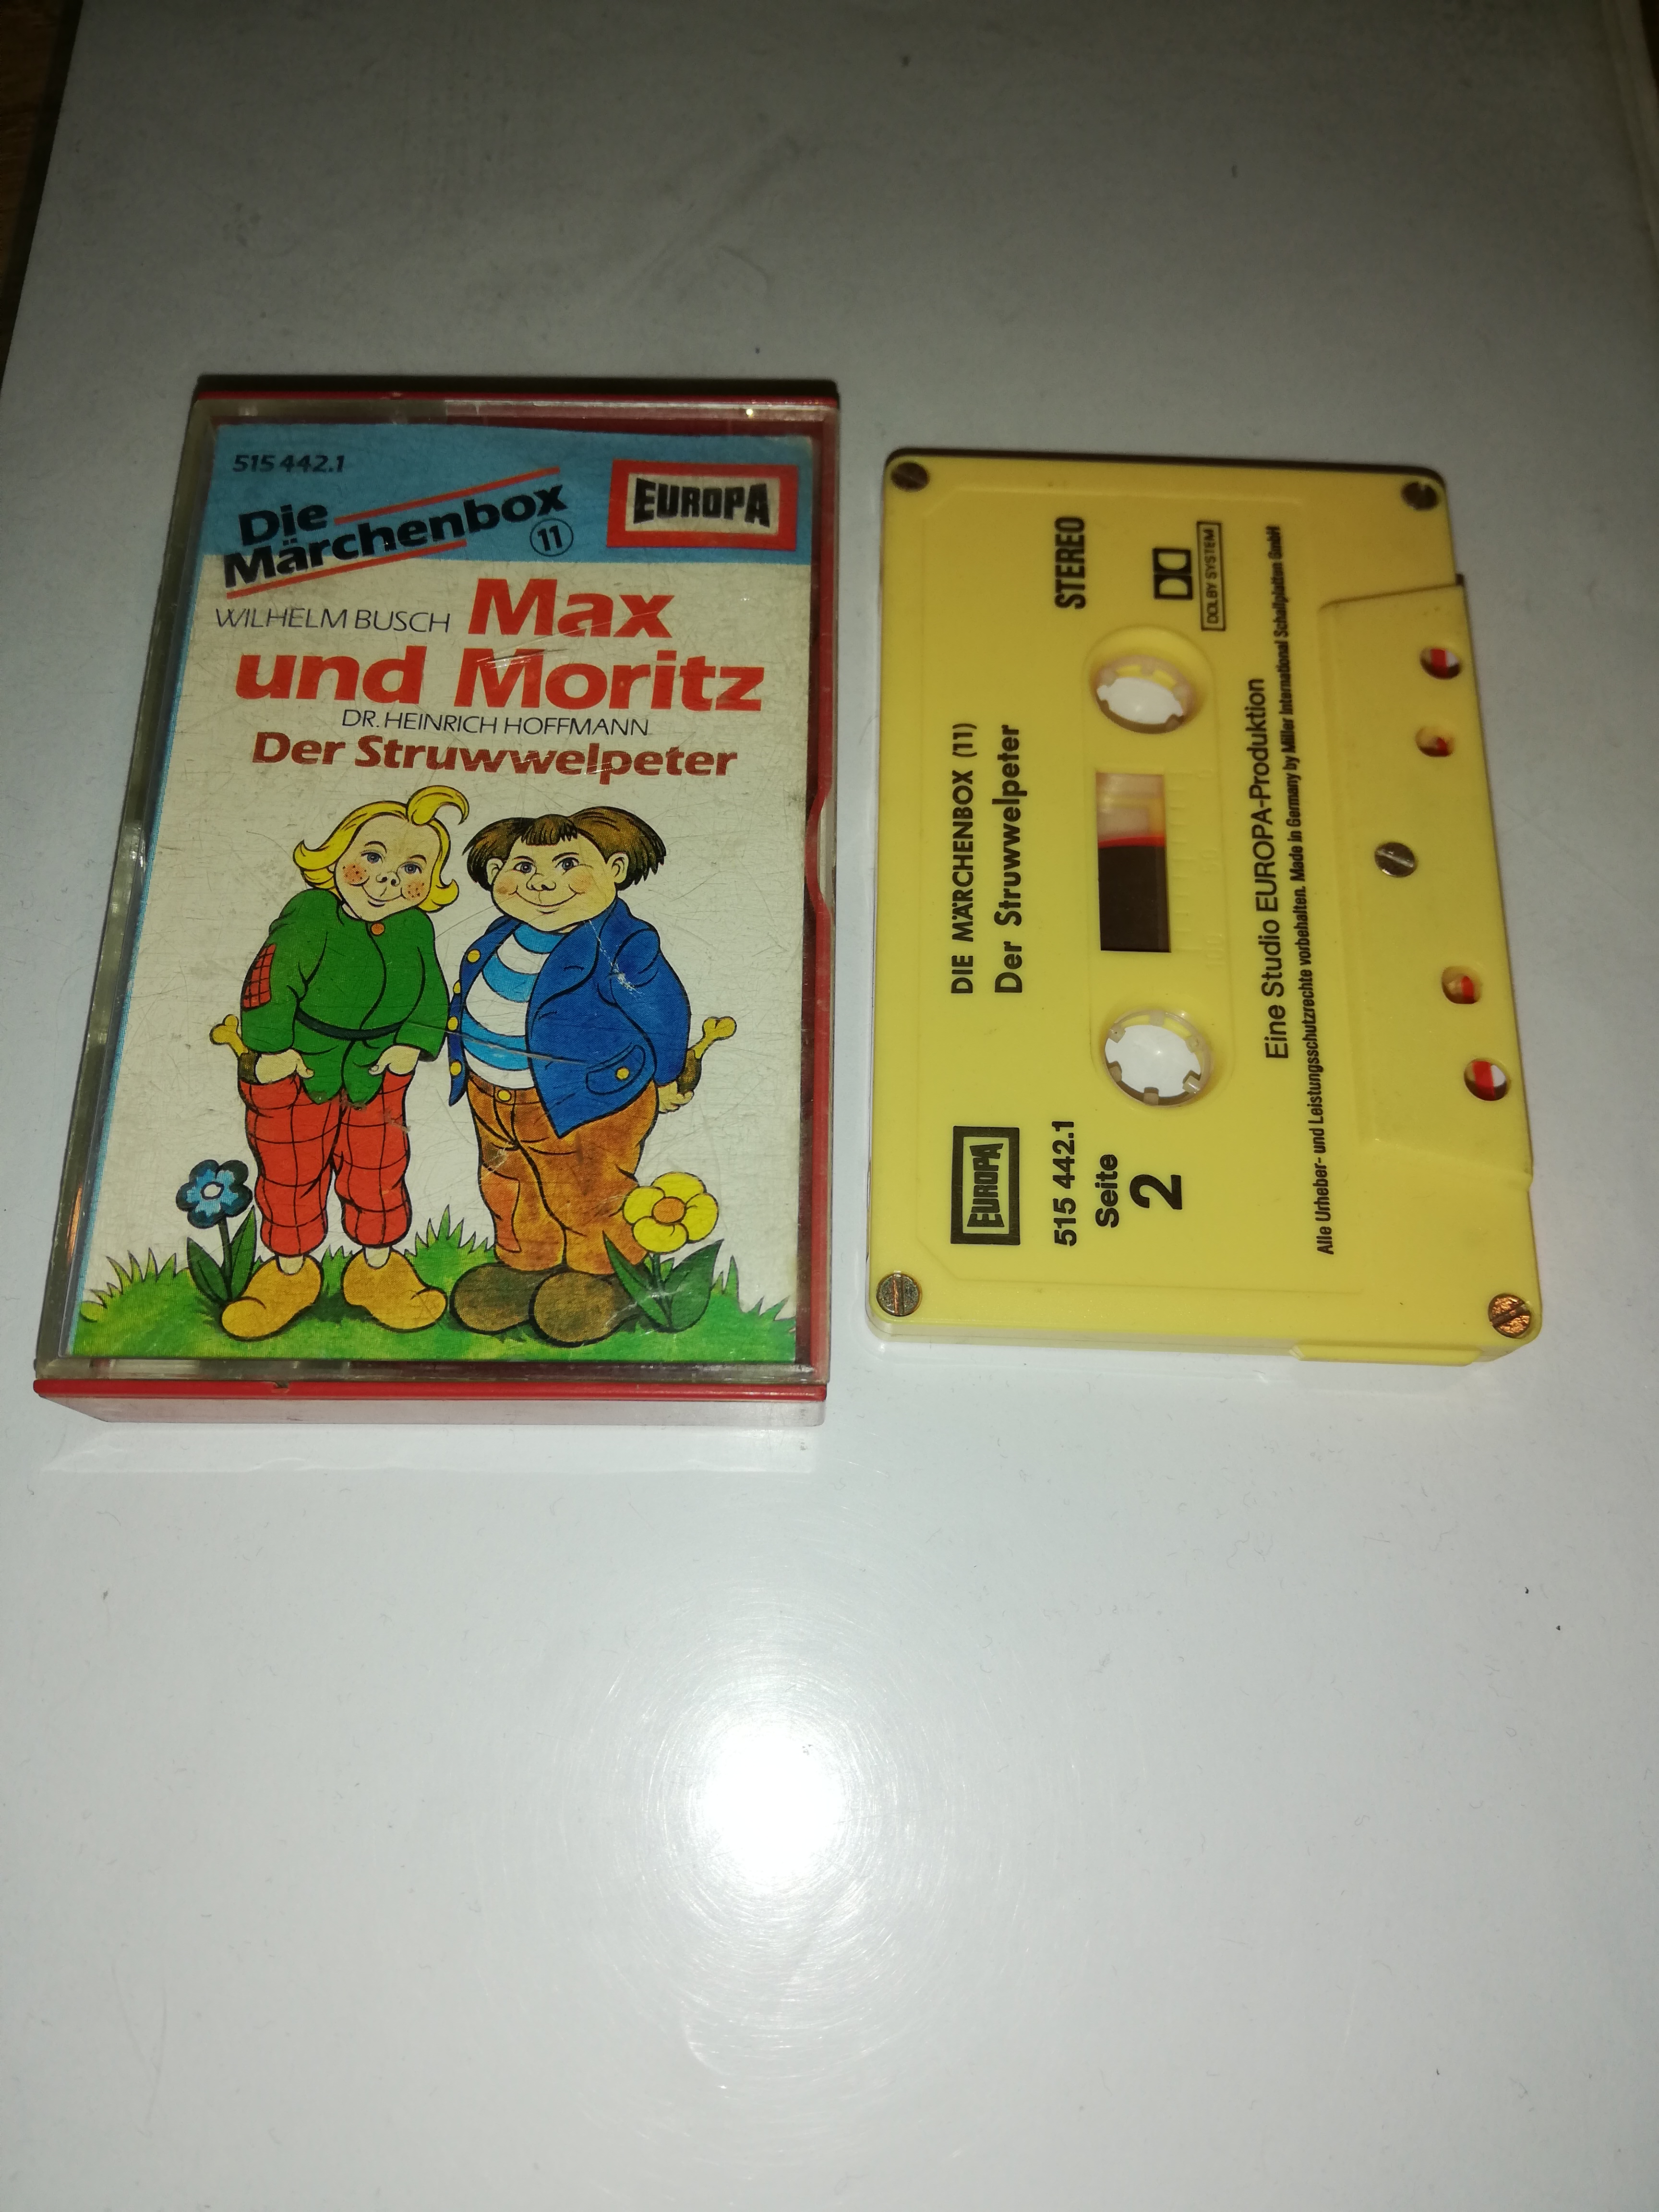 515 442.1
Die
Märchenbox
11
EUROPA
WILHELM BUSCH Max
und Moritz
DR. HEINRICH HOFFMANN
Der Struwwelpeter
EUROPA
515 442.1
Seite
2
DIE MÄRCHENBOX (11)
Der Struwwelpeter
STEREO
DOLBY SYSTEM
Eine Studio EUROPA-Produktion
Alle Urheber- und Leistungsschutzrechte vorbehalten. Made in Germany by Miller International Schallplatten GmbH